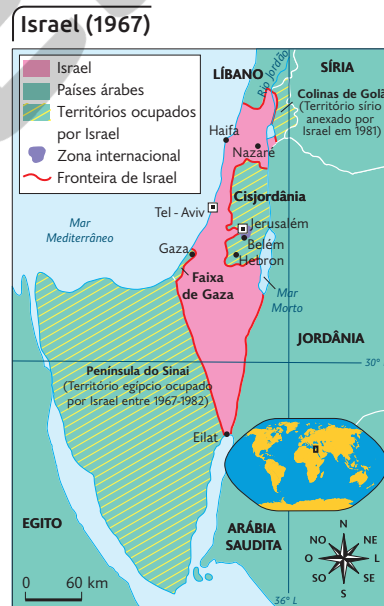 Israel (1967)
Israel
Países árabes
Territórios ocupados
por Israel
Zona internacional
Fronteira de Israel
LÍBANO
Rio Jordão
SÍRIA
Colinas de Golã
(Território sírio
anexado por
Israel em 1981)
Haifa
Nazaré
Cisjordânia
Tel - Aviv
Jerusalém
Belém
Hebron
Mar
Mediterrâneo
Gaza
Faixa
de Gaza
Mar
Morto
JORDÂNIA
30°
Península do Sinai
(Território egípcio ocupado
por Israel entre 1967-1982)
Eilat
EGITO
ARÁBIA
SAUDITA
N
NO
NE
O
L
SO
SE
S
0 60 km
36° L